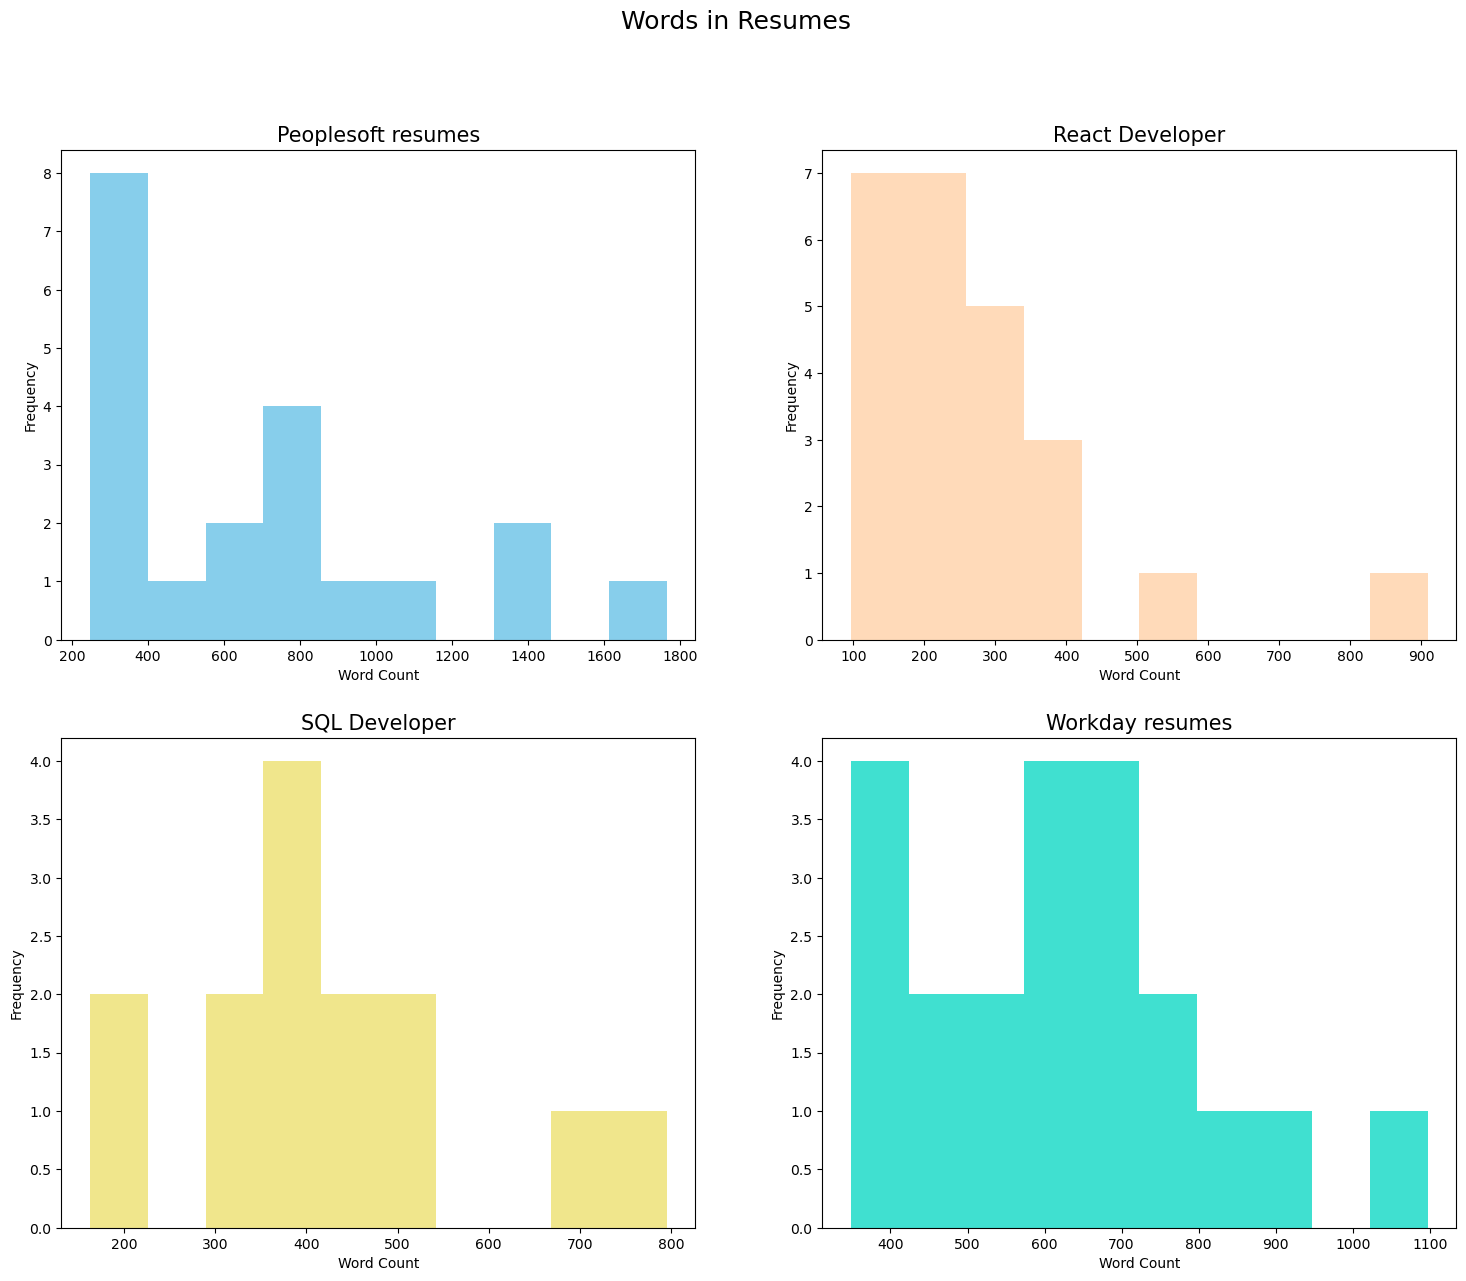 Words in Resumes
Peoplesoft resumes
8
7
6
5
4
3
2
1
0
Frequency
200 400 600 800 1000 1200 1400 1600 1800
Word Count
React Developer
7
6
5
4
3
2
1
0
Frequency
100 200 300 400 500 600 700 800 900
Word Count
SQL Developer
4.0
3.5
3.0
2.5
2.0
1.5
1.0
0.5
0.0
Frequency
200 300 400 500 600 700 800
Word Count
Workday resumes
4.0
3.5
3.0
2.5
2.0
1.5
1.0
0.5
0.0
Frequency
400 500 600 700 800 900 1000 1100
Word Count